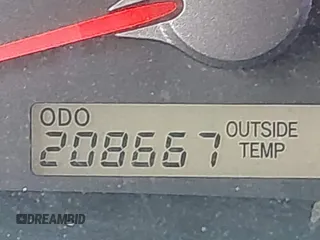 ODO
208667 OUTSIDE
TEMP
DREAMBID